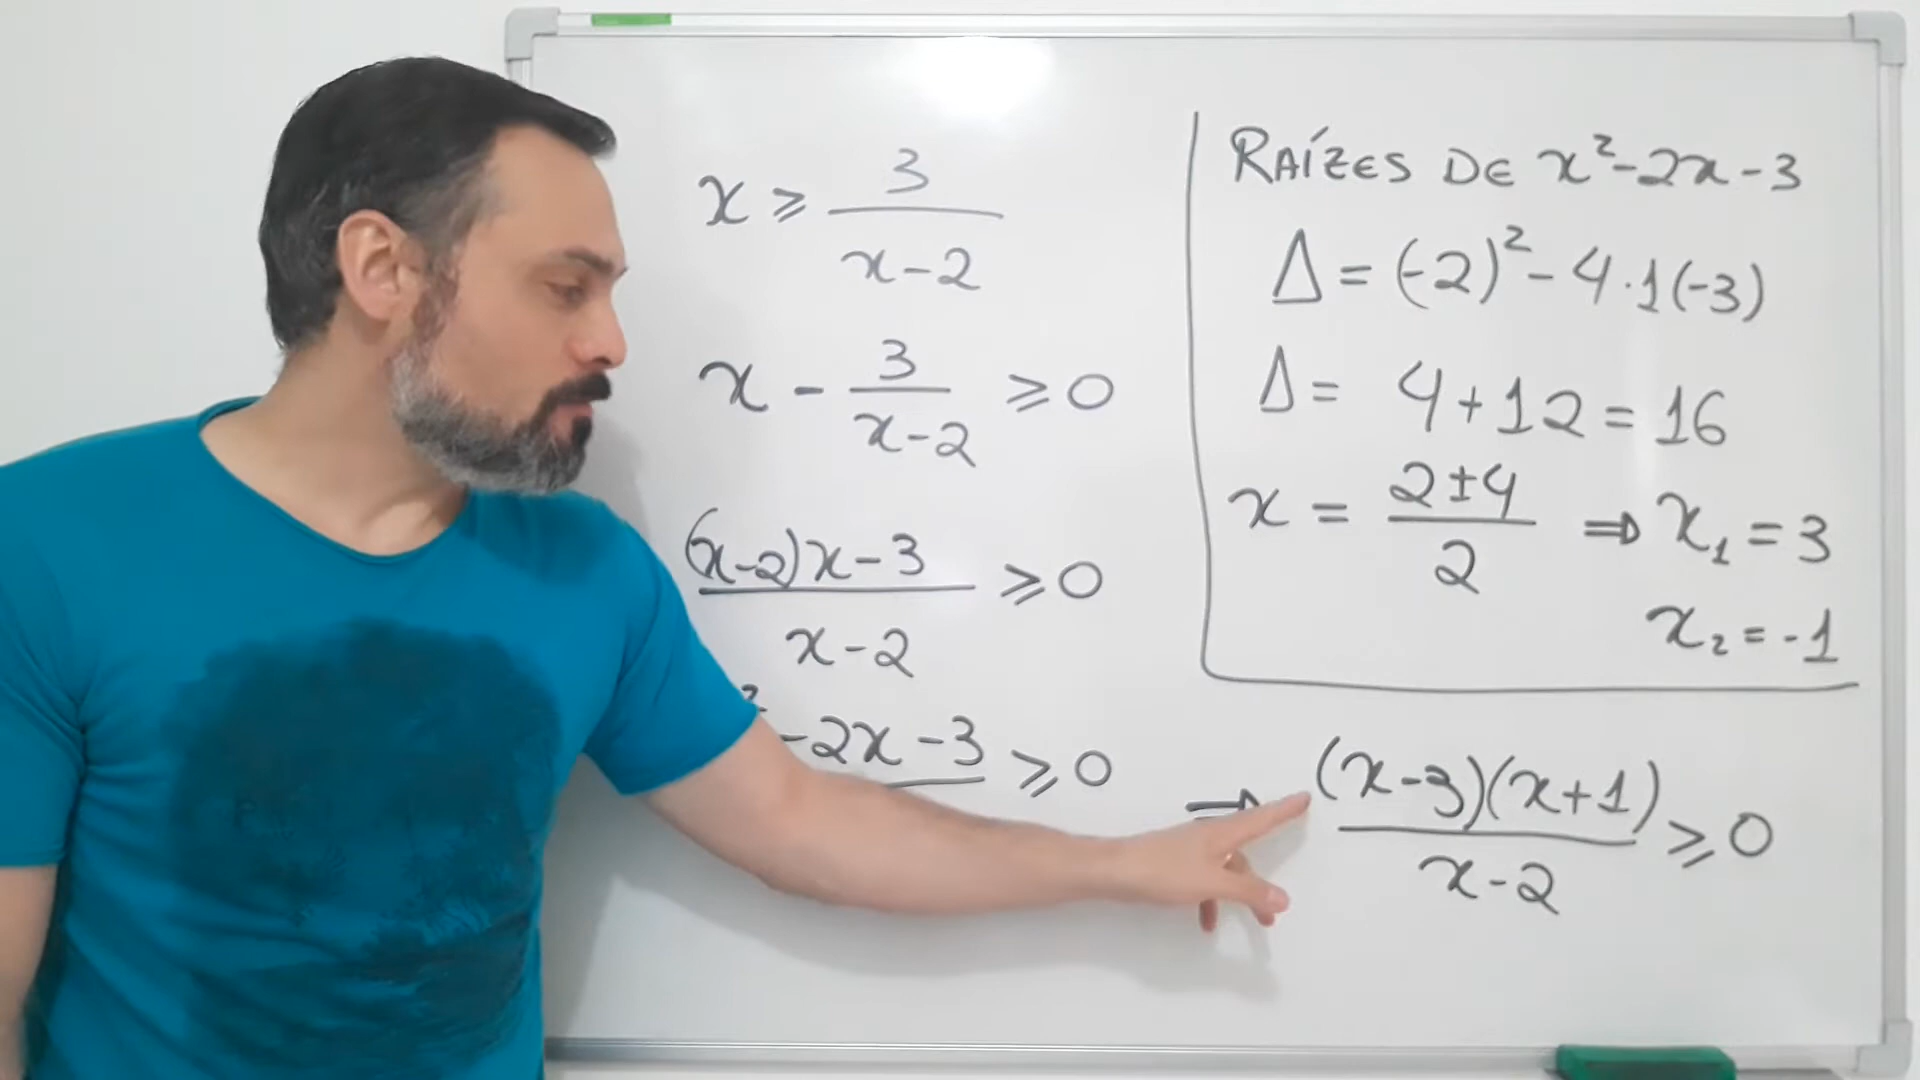 x ⩾ 3/(x-2)
x - 3/(x-2) ⩾ 0
((x-2)x-3)/(x-2) ⩾ 0
² -2x-3 ⩾ 0
RAÍZES DE x²-2x-3
Δ = (-2)² - 4·1(-3)
Δ = 4+12 = 16
x = (2±4)/2 ⇒ x₁ = 3
x₂ = -1
⇒ (x-3)(x+1)/(x-2) ⩾ 0